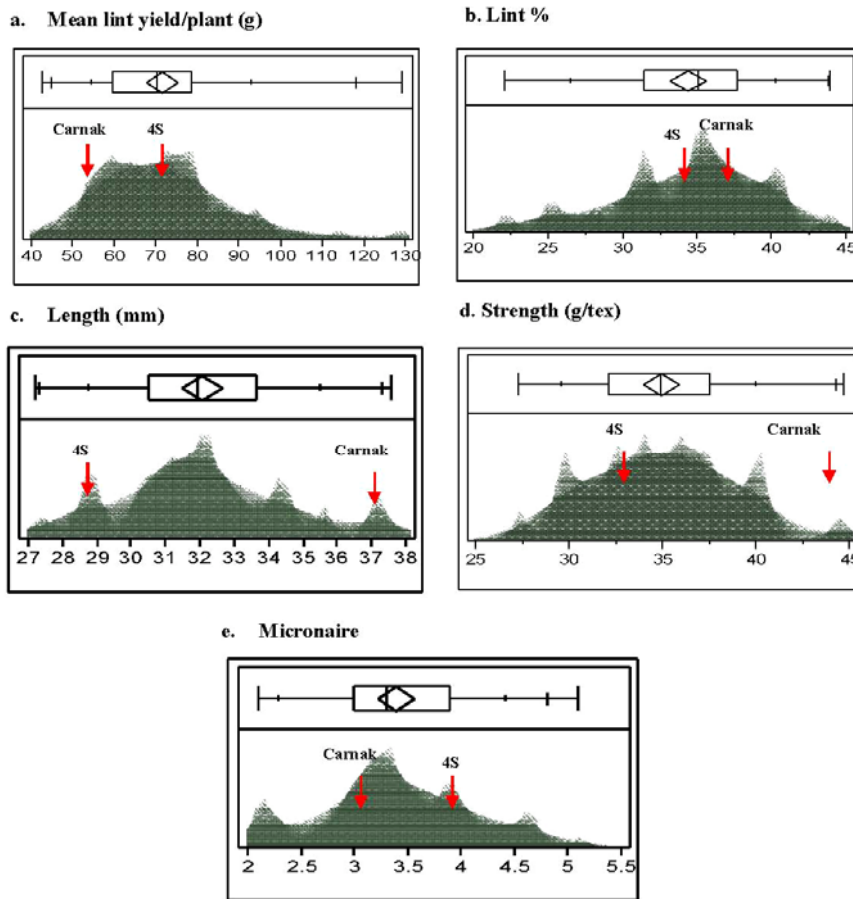 a. Mean lint yield/plant (g)
Carnak
4S
40 50 60 70 80 90 100 110 120 130
b. Lint %
4S
Carnak
20 25 30 35 40 45
c. Length (mm)
4S
Carnak
27 28 29 30 31 32 33 34 35 36 37 38
d. Strength (g/tex)
4S
Carnak
25 30 35 40 45
e. Micronaire
Carnak
4S
2 2.5 3 3.5 4 4.5 5 5.5